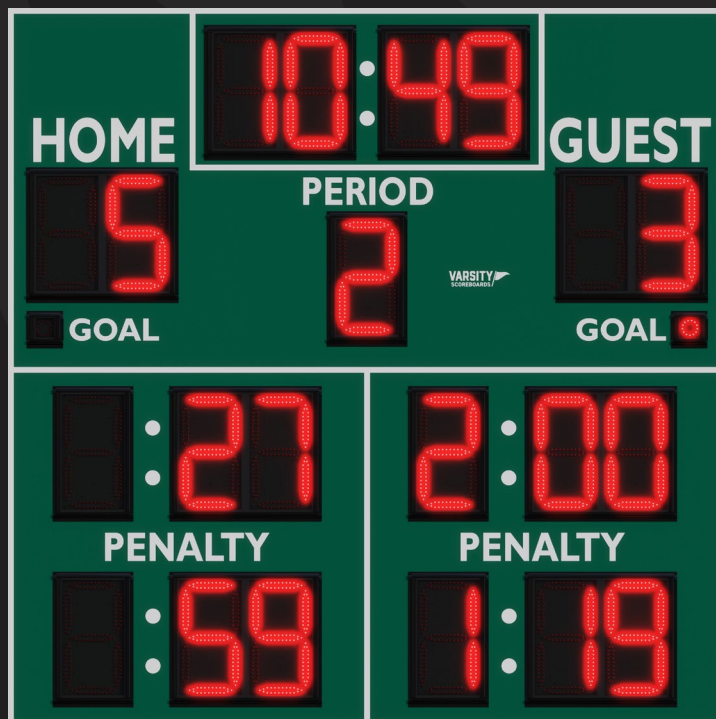 10:49
HOME
GUEST
PERIOD
5
2
3
VARSITY
SCOREBOARDS
GOAL
GOAL
:27
2:00
PENALTY
PENALTY
:59
1:19